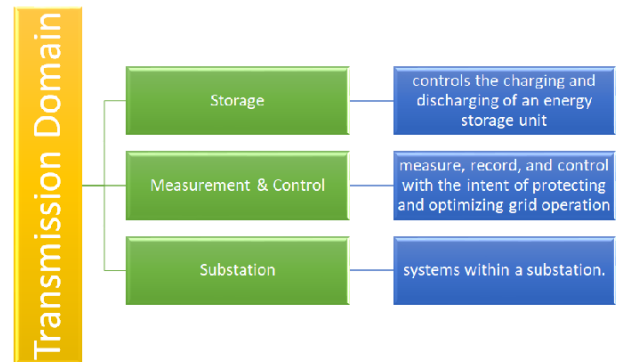 Transmission Domain
Storage
controls the charging and
discharging of an energy
storage unit
Measurement & Control
measure, record, and control
with the intent of protecting
and optimizing grid operation
Substation
systems within a substation.